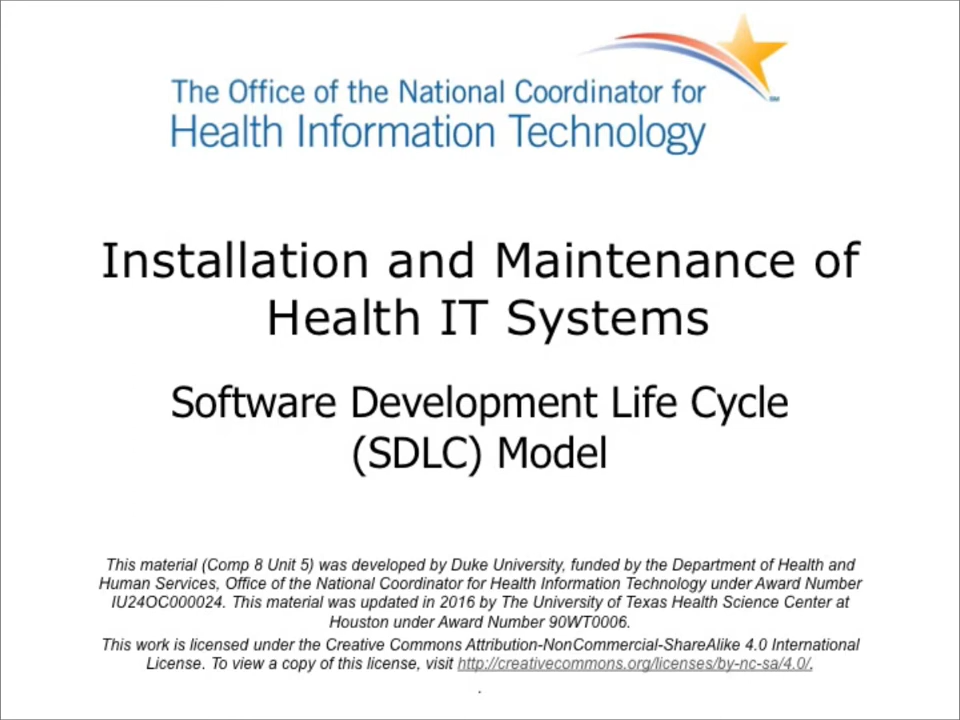 The Office of the National Coordinator for
Health Information Technology
SM
Installation and Maintenance of
Health IT Systems
Software Development Life Cycle
(SDLC) Model
This material (Comp 8 Unit 5) was developed by Duke University, funded by the Department of Health and
Human Services, Office of the National Coordinator for Health Information Technology under Award Number
IU24OC000024. This material was updated in 2016 by The University of Texas Health Science Center at
Houston under Award Number 90WT0006.
This work is licensed under the Creative Commons Attribution-NonCommercial-ShareAlike 4.0 International
License. To view a copy of this license, visit http://creativecommons.org/licenses/by-nc-sa/4.0/.
.